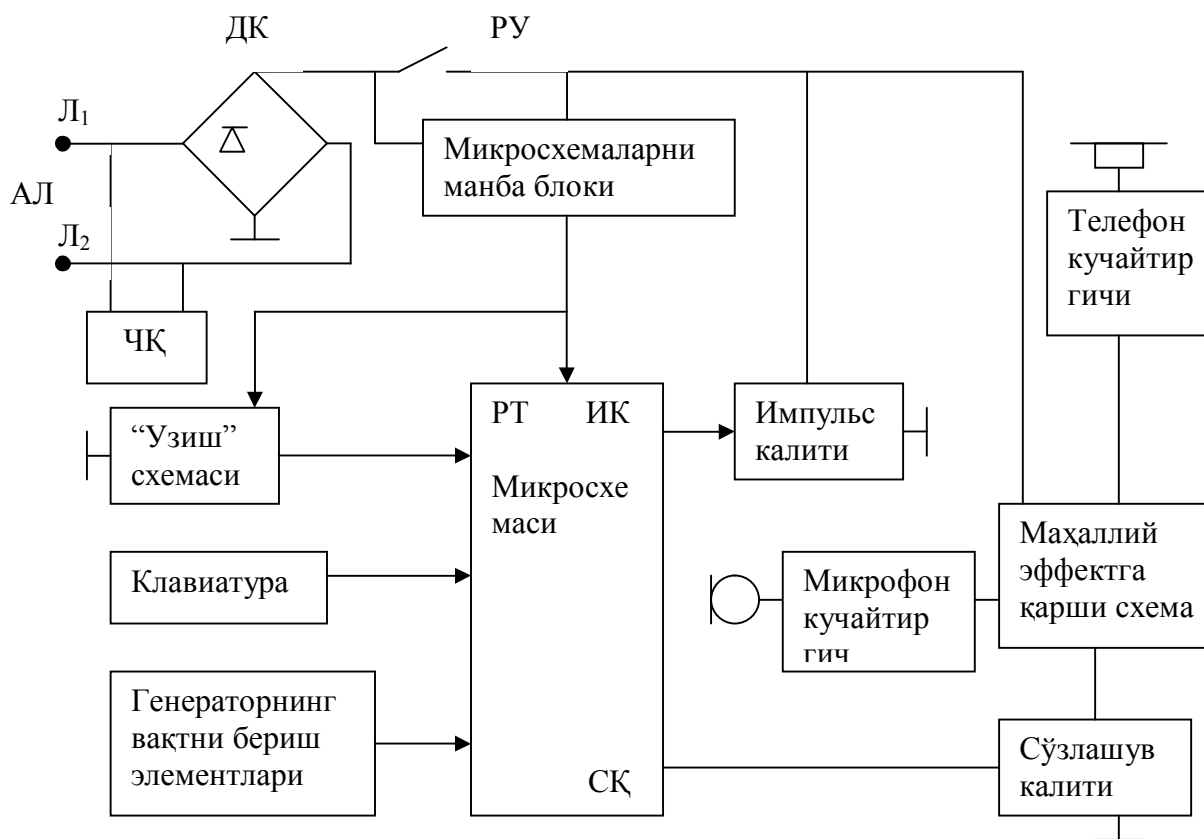 ДК
РУ
Л1
АЛ
Л2
ЧҚ
Микросхемаларни
манба блоки
Телефон
кучайтир
гичи
“Узиш”
схемаси
РТ ИК
Микросхе
маси
СҚ
Импульс
калити
Клавиатура
Микрофон
кучайтир
гич
Маҳаллий
эффектга
қарши схема
Генераторнинг
вақтни бериш
элементлари
Сўзлашув
калити